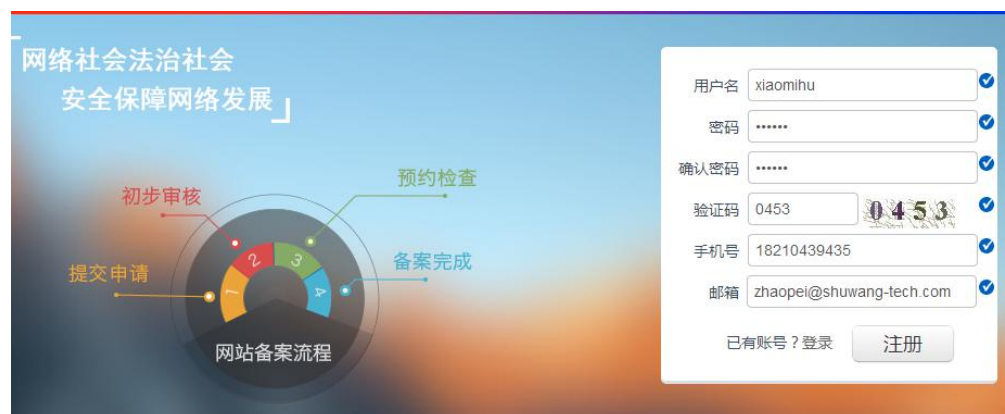 网络社会法治社会
安全保障网络发展
初步审核
预约检查
提交申请
备案完成
1
2
3
4
网站备案流程
用户名 xiaomihu
密码 ••••••
确认密码 ••••••
验证码 0453 0453
手机号 18210439435
邮箱 zhaopei@shuwang-tech.com
已有账号？登录 注册